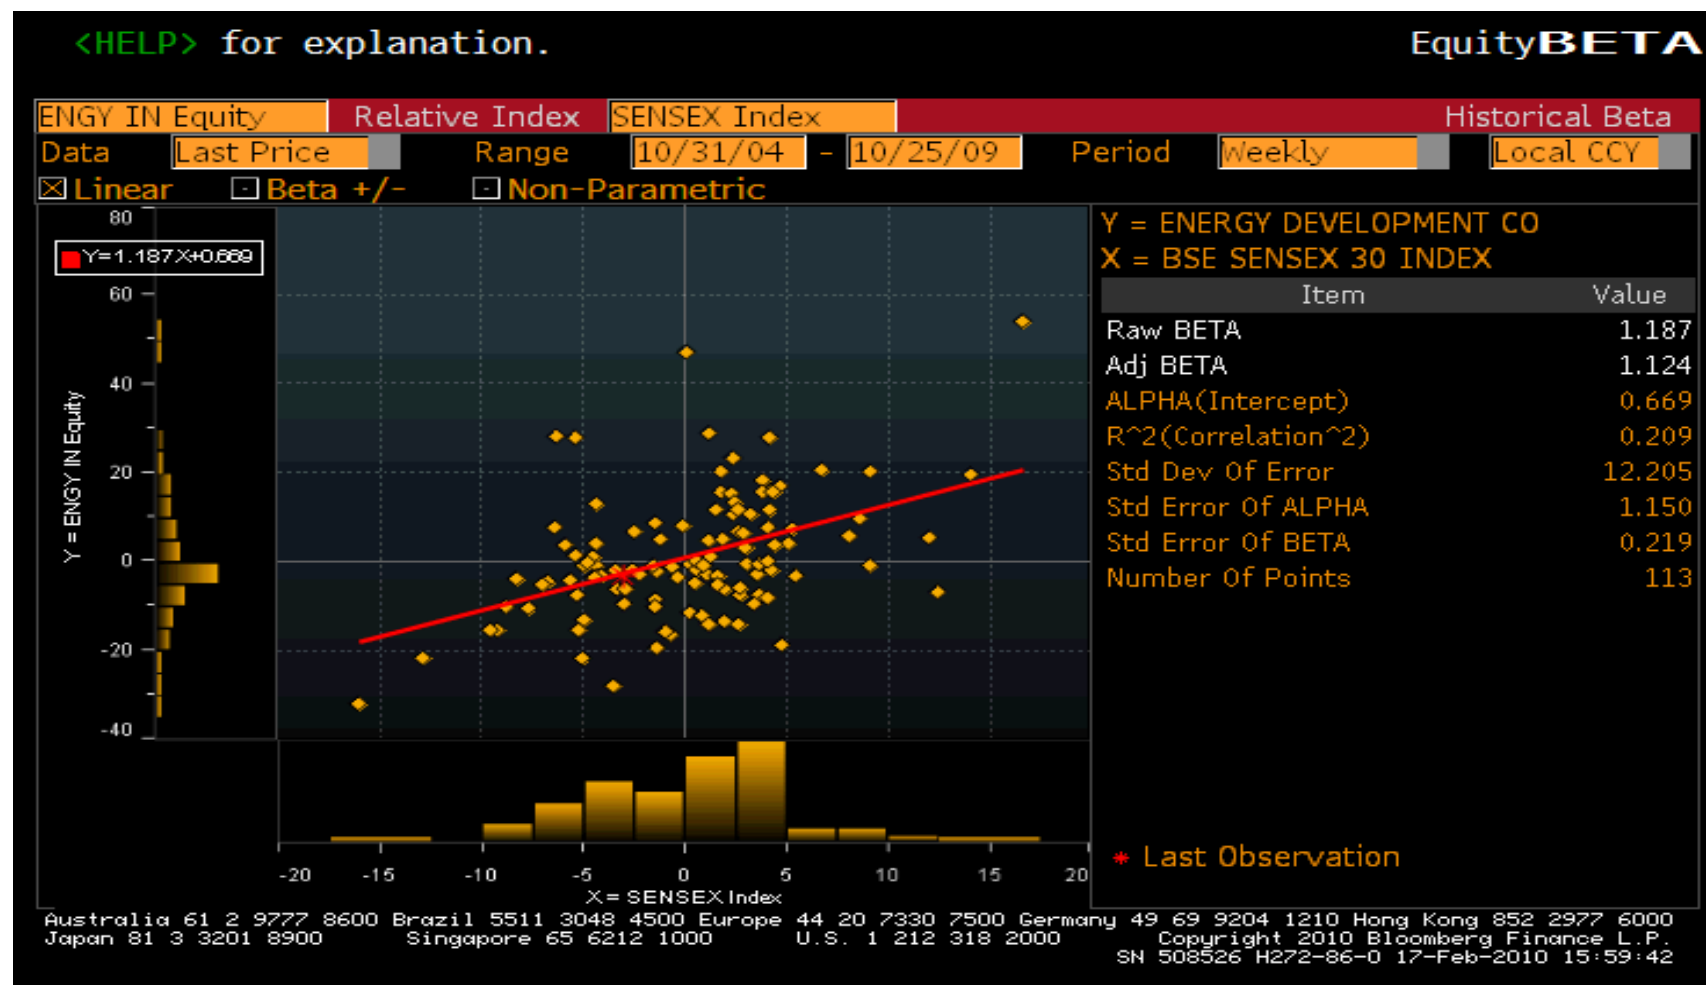 <HELP> for explanation. EquityBETA
ENGY IN Equity Relative Index SENSEX Index Historical Beta
Data Last Price Range 10/31/04 - 10/25/09 Period Weekly Local CCY
Linear Beta +/- Non-Parametric
Y = ENERGY DEVELOPMENT CO
X = BSE SENSEX 30 INDEX
Item Value
Raw BETA 1.187
Adj BETA 1.124
ALPHA(Intercept) 0.669
R^2(Correlation^2) 0.209
Std Dev Of Error 12.205
Std Error Of ALPHA 1.150
Std Error Of BETA 0.219
Number Of Points 113
* Last Observation
Y=1.187X+0.669
80
60
40
20
0
-20
-40
Y = ENGY IN Equity
-20 -15 -10 -5 0 5 10 15 20
X = SENSEX Index
Australia 61 2 9777 8600 Brazil 5511 3048 4500 Europe 44 20 7330 7500 Germany 49 69 9204 1210 Hong Kong 852 2977 6000
Japan 81 3 3201 8900 Singapore 65 6212 1000 U.S. 1 212 318 2000 Copyright 2010 Bloomberg Finance L.P.
SN 508526 H272-86-0 17-Feb-2010 15:59:42